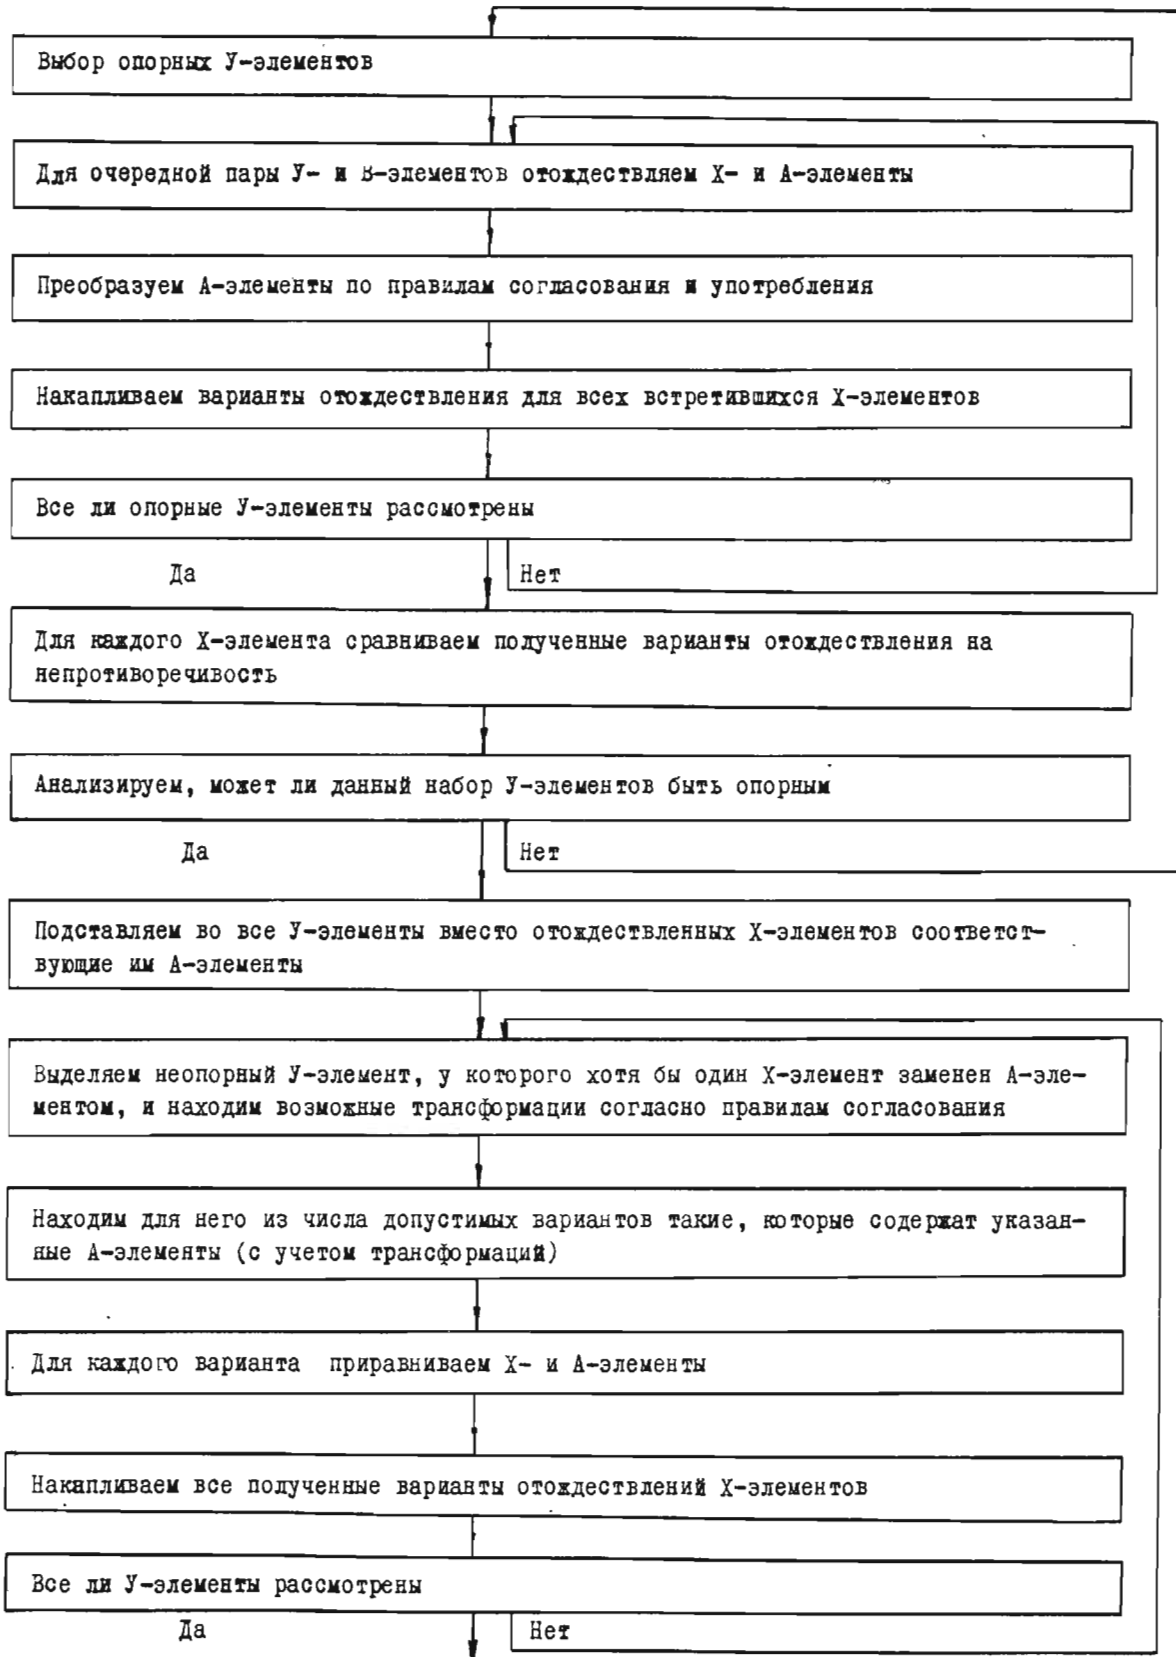 Выбор опорных У-элементов
Для очередной пары У- и В-элементов отождествляем Х- и А-элементы
Преобразуем А-элементы по правилам согласования и употребления
Накапливаем варианты отождествления для всех встретившихся Х-элементов
Все ли опорные У-элементы рассмотрены
Да
Нет
Для каждого Х-элемента сравниваем полученные варианты отождествления на
непротиворечивость
Анализируем, может ли данный набор У-элементов быть опорным
Да
Нет
Подставляем во все У-элементы вместо отождествленных Х-элементов соответст-
вующие им А-элементы
Выделяем неопорный У-элемент, у которого хотя бы один Х-элемент заменен А-эле-
ментом, и находим возможные трансформации согласно правилам согласования
Находим для него из числа допустимых вариантов такие, которые содержат указан-
ные А-элементы (с учетом трансформаций)
Для каждого варианта приравниваем Х- и А-элементы
Накапливаем все полученные варианты отождествлений Х-элементов
Все ли У-элементы рассмотрены
Да
Нет